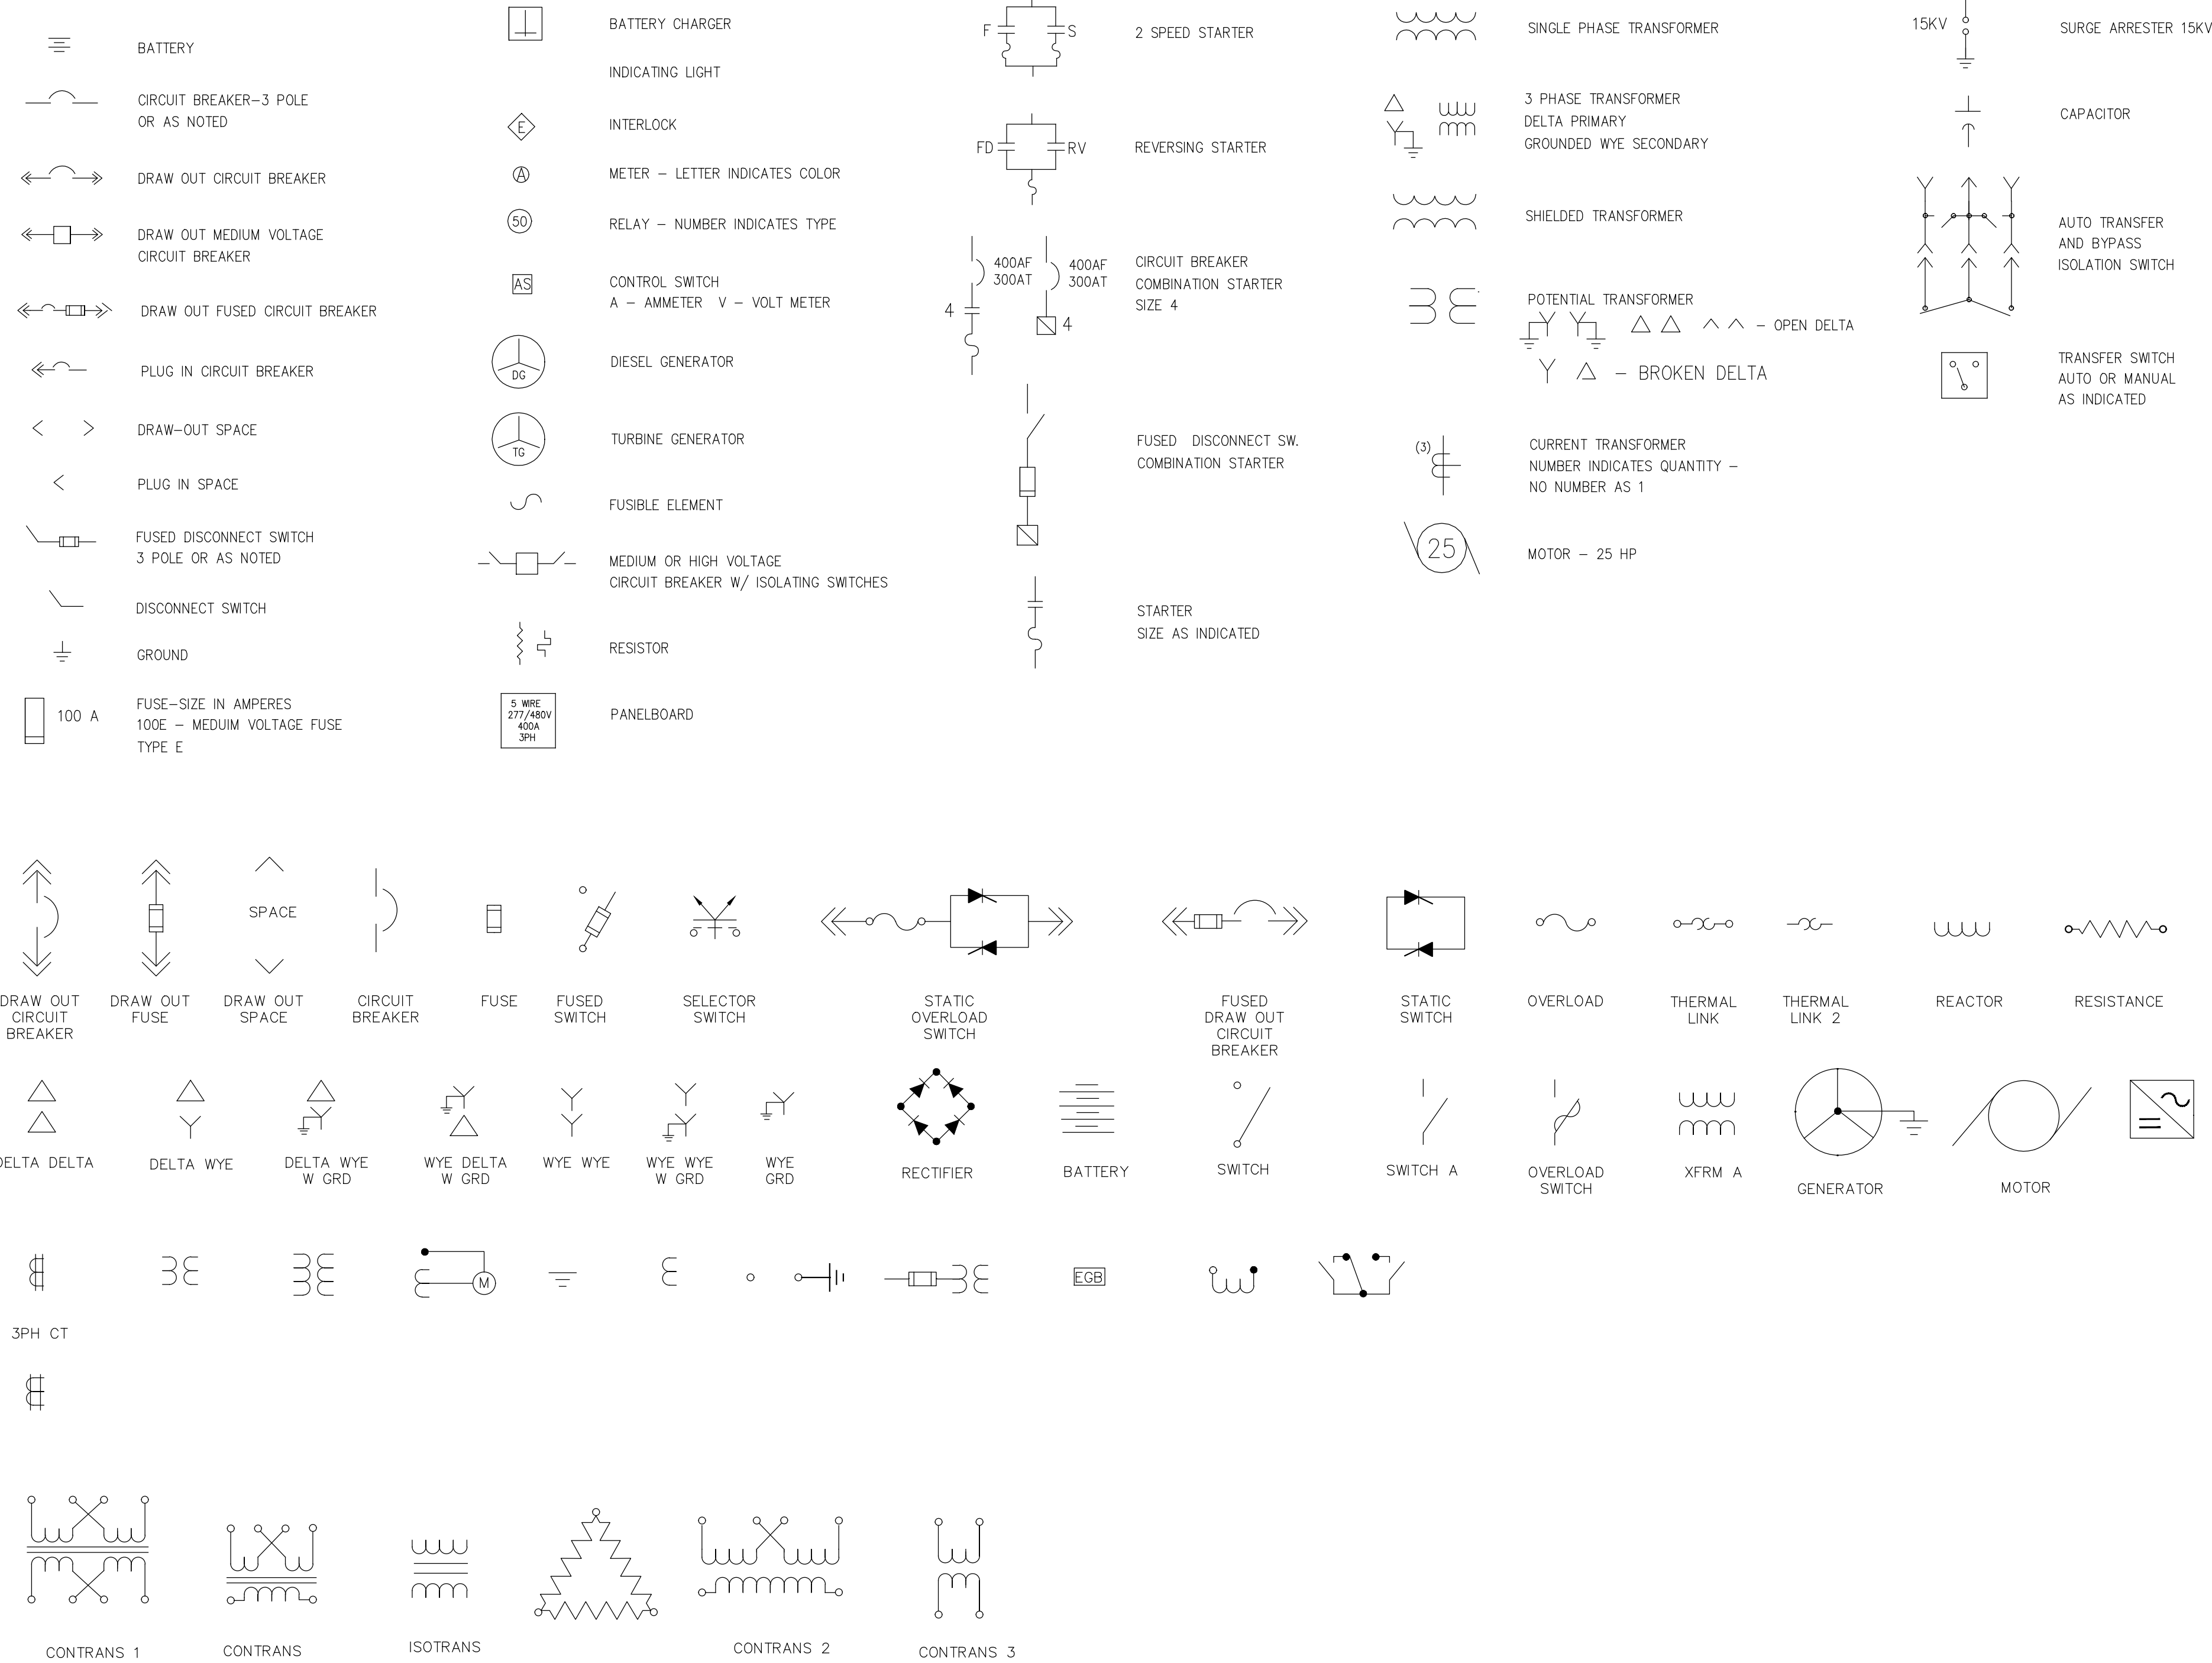 BATTERY
CIRCUIT BREAKER-3 POLE
OR AS NOTED
DRAW OUT CIRCUIT BREAKER
DRAW OUT MEDIUM VOLTAGE
CIRCUIT BREAKER
DRAW OUT FUSED CIRCUIT BREAKER
PLUG IN CIRCUIT BREAKER
DRAW-OUT SPACE
PLUG IN SPACE
FUSED DISCONNECT SWITCH
3 POLE OR AS NOTED
DISCONNECT SWITCH
GROUND
100 A
FUSE-SIZE IN AMPERES
100E - MEDUIM VOLTAGE FUSE
TYPE E
BATTERY CHARGER
INDICATING LIGHT
E
INTERLOCK
A
METER - LETTER INDICATES COLOR
50
RELAY - NUMBER INDICATES TYPE
AS
CONTROL SWITCH
A - AMMETER V - VOLT METER
DG
DIESEL GENERATOR
TG
TURBINE GENERATOR
FUSIBLE ELEMENT
MEDIUM OR HIGH VOLTAGE
CIRCUIT BREAKER W/ ISOLATING SWITCHES
RESISTOR
5 WIRE
277/480V
400A
3PH
PANELBOARD
F
S
2 SPEED STARTER
FD
RV
REVERSING STARTER
400AF
300AT
4
400AF
300AT
4
CIRCUIT BREAKER
COMBINATION STARTER
SIZE 4
FUSED DISCONNECT SW.
COMBINATION STARTER
STARTER
SIZE AS INDICATED
SINGLE PHASE TRANSFORMER
3 PHASE TRANSFORMER
DELTA PRIMARY
GROUNDED WYE SECONDARY
SHIELDED TRANSFORMER
POTENTIAL TRANSFORMER
- OPEN DELTA
- BROKEN DELTA
(3)
CURRENT TRANSFORMER
NUMBER INDICATES QUANTITY -
NO NUMBER AS 1
25
MOTOR - 25 HP
15KV
SURGE ARRESTER 15KV
CAPACITOR
AUTO TRANSFER
AND BYPASS
ISOLATION SWITCH
TRANSFER SWITCH
AUTO OR MANUAL
AS INDICATED
SPACE
DRAW OUT
CIRCUIT
BREAKER
DRAW OUT
FUSE
DRAW OUT
SPACE
CIRCUIT
BREAKER
FUSE
FUSED
SWITCH
SELECTOR
SWITCH
STATIC
OVERLOAD
SWITCH
FUSED
DRAW OUT
CIRCUIT
BREAKER
STATIC
SWITCH
OVERLOAD
THERMAL
LINK
THERMAL
LINK 2
REACTOR
RESISTANCE
DELTA DELTA
DELTA WYE
DELTA WYE
W GRD
WYE DELTA
W GRD
WYE WYE
WYE WYE
W GRD
WYE
GRD
RECTIFIER
BATTERY
SWITCH
SWITCH A
OVERLOAD
SWITCH
XFRM A
GENERATOR
MOTOR
M
EGB
3PH CT
CONTRANS 1
CONTRANS
ISOTRANS
CONTRANS 2
CONTRANS 3